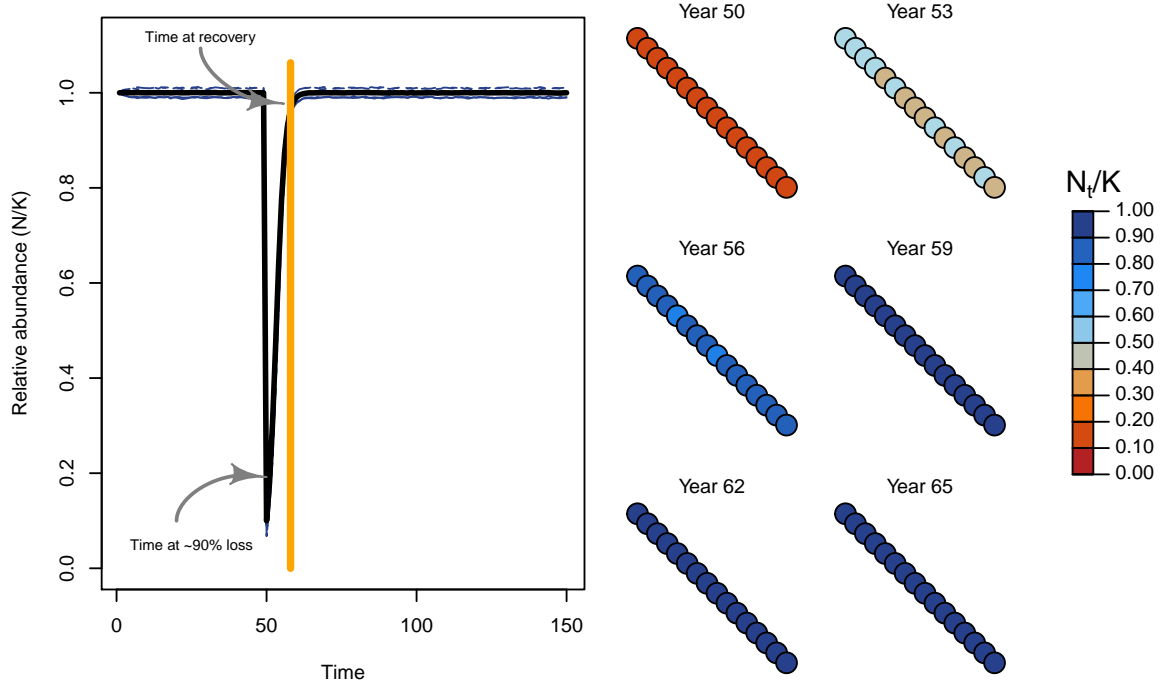 Time at recovery
Time at ~90% loss
Relative abundance (N/K)
0.0
0.2
0.4
0.6
0.8
1.0
0
50
100
150
Time
Year 50
Year 53
Year 56
Year 59
Year 62
Year 65
Nt/K
1.00
0.90
0.80
0.70
0.60
0.50
0.40
0.30
0.20
0.10
0.00